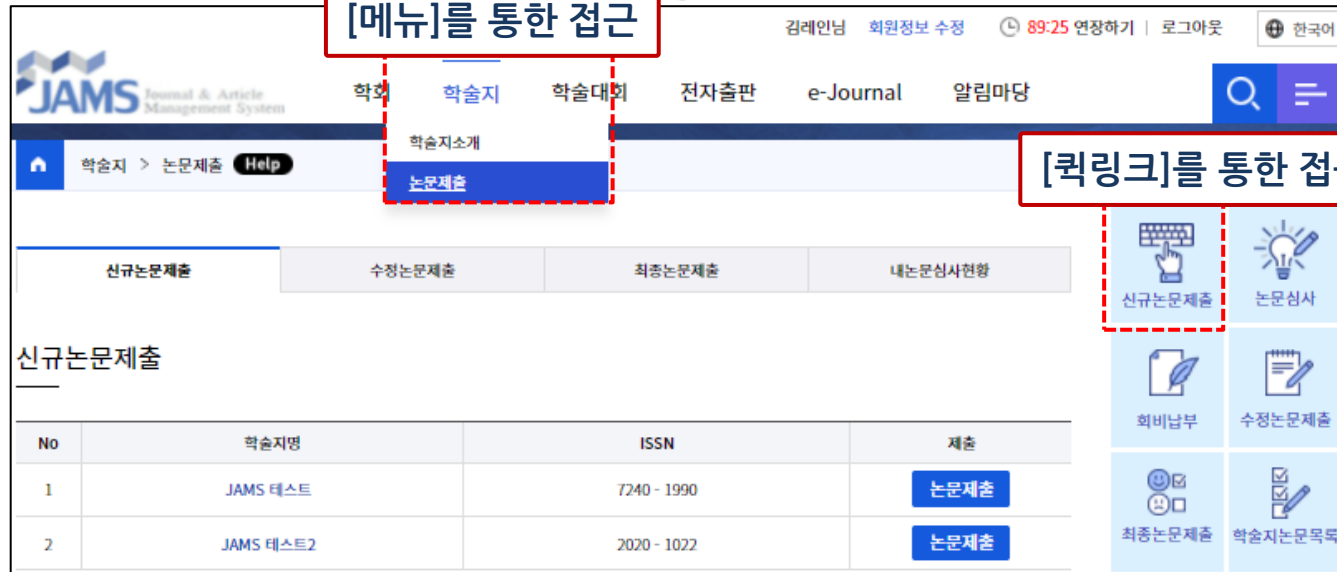 [메뉴]를 통한 접근
김레인님 회원정보 수정 89:25 연장하기 | 로그아웃 한국어
JAMS Journal & Article Management System
학회 학술지 학술대회 전자출판 e-Journal 알림마당
학술지소개
논문제출
학술지 > 논문제출 Help
[퀵링크]를 통한 접근
신규논문제출 수정논문제출 최종논문제출 내논문심사현황
신규논문제출 논문심사
신규논문제출
회비납부 수정논문제출
No 학술지명 ISSN 제출
1 JAMS 테스트 7240 - 1990 논문제출
2 JAMS 테스트2 2020 - 1022 논문제출
최종논문제출 학술지논문목록